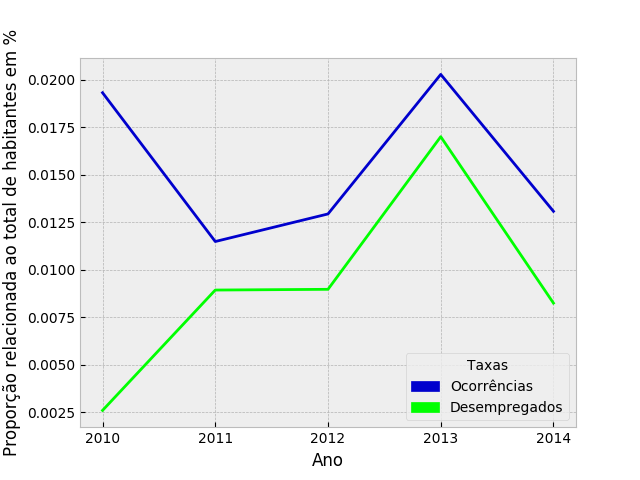 Proporção relacionada ao total de habitantes em %
0.0200
0.0175
0.0150
0.0125
0.0100
0.0075
0.0050
0.0025
Taxas
Ocorrências
Desempregados
2010 2011 2012 2013 2014
Ano